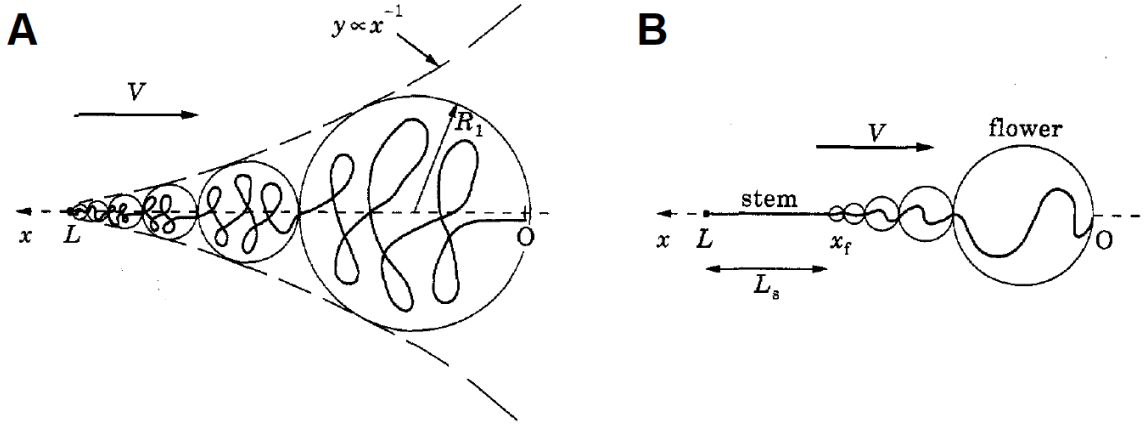 A
y ∝ x⁻¹
V
R₁
x
L
O
B
V
flower
stem
x
L
x_f
O
L_s